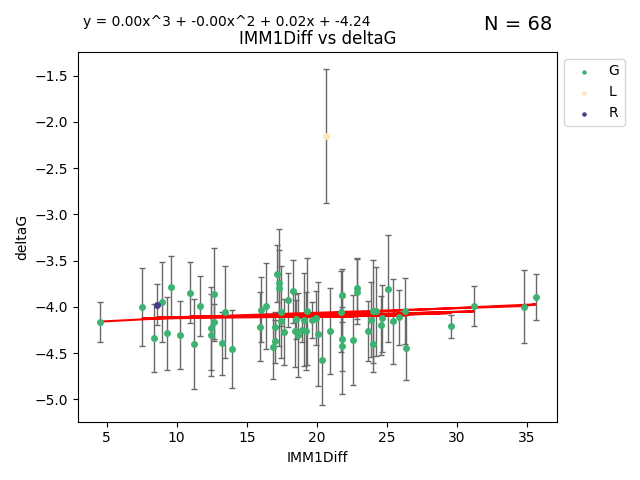 y = 0.00x^3 + -0.00x^2 + 0.02x + -4.24
N = 68
IMM1Diff vs deltaG
G
L
R
deltaG
−1.5
−2.0
−2.5
−3.0
−3.5
−4.0
−4.5
−5.0
5 10 15 20 25 30 35
IMM1Diff